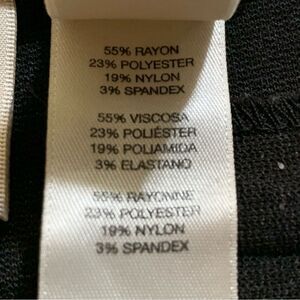 55% RAYON
23% POLYESTER
19% NYLON
3% SPANDEX
55% VISCOSA
23% POLIÉSTER
19% POLIAMIDA
3% ELASTANO
55% RAYONNE
23% POLYESTER
19% NYLON
3% SPANDEX